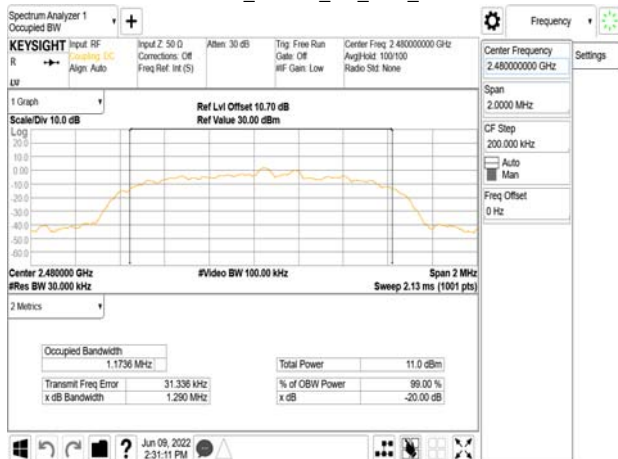 Spectrum Analyzer 1
Occupied BW
+
Frequency
KEYSIGHT
R
LXI
Input: RF
Coupling: DC
Align: Auto
Input Z: 50 Ω
Corrections: Off
Freq Ref: Int (S)
Atten: 30 dB
Trig: Free Run
Gate: Off
#IF Gain: Low
Center Freq: 2.480000000 GHz
Avg|Hold: 100/100
Radio Std: None
Center Frequency
2.480000000 GHz
Settings
Span
2.0000 MHz
CF Step
200.000 kHz
Auto
Man
Freq Offset
0 Hz
1 Graph
Scale/Div 10.0 dB
Ref Lvl Offset 10.70 dB
Ref Value 30.00 dBm
Log
20.0
10.0
0.00
-10.0
-20.0
-30.0
-40.0
-50.0
-60.0
Center 2.480000 GHz
#Res BW 30.000 kHz
#Video BW 100.00 kHz
Span 2 MHz
Sweep 2.13 ms (1001 pts)
2 Metrics
Occupied Bandwidth
1.1736 MHz
Transmit Freq Error 31.336 kHz
x dB Bandwidth 1.290 MHz
Total Power 11.0 dBm
% of OBW Power 99.00 %
x dB -20.00 dB
?
Jun 09, 2022
2:31:11 PM